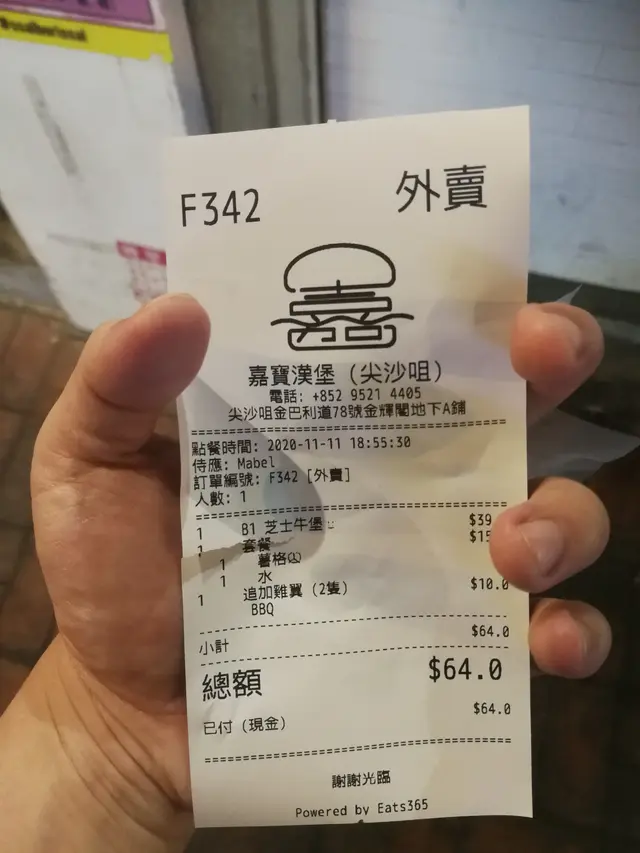 F342 外賣
嘉
嘉寶漢堡（尖沙咀）
電話: +852 9521 4405
尖沙咀金巴利道78號金輝閣地下A鋪
點餐時間: 2020-11-11 18:55:30
侍應: Mabel
訂單編號: F342 [外賣]
人數: 1
1 B1 芝士牛堡 $39
1 套餐
1 薯格
1 水
1 追加雞翼（2隻） $10.0
BBQ
小計 $64.0
總額 $64.0
已付（現金） $64.0
謝謝光臨
Powered by Eats365